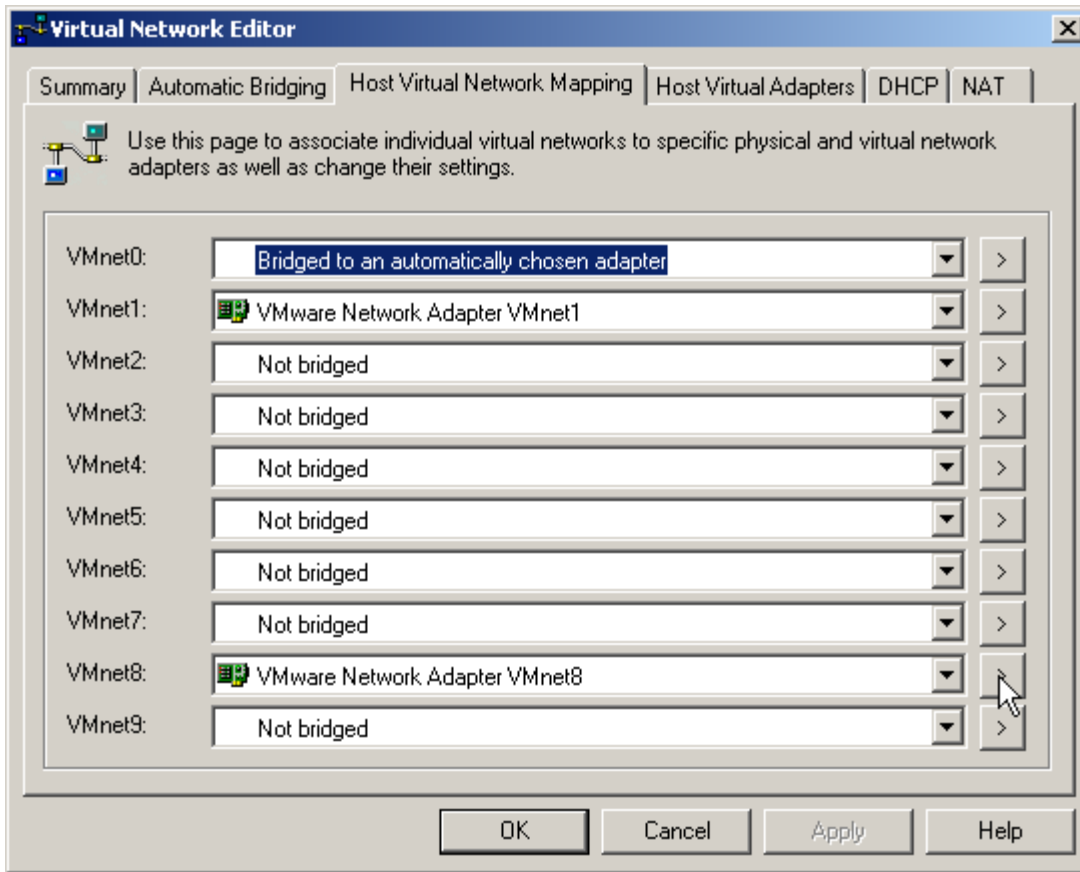 Virtual Network Editor
Summary Automatic Bridging Host Virtual Network Mapping Host Virtual Adapters DHCP NAT
Use this page to associate individual virtual networks to specific physical and virtual network
adapters as well as change their settings.
VMnet0: Bridged to an automatically chosen adapter >
VMnet1: VMware Network Adapter VMnet1 >
VMnet2: Not bridged >
VMnet3: Not bridged >
VMnet4: Not bridged >
VMnet5: Not bridged >
VMnet6: Not bridged >
VMnet7: Not bridged >
VMnet8: VMware Network Adapter VMnet8 >
VMnet9: Not bridged >
OK Cancel Apply Help